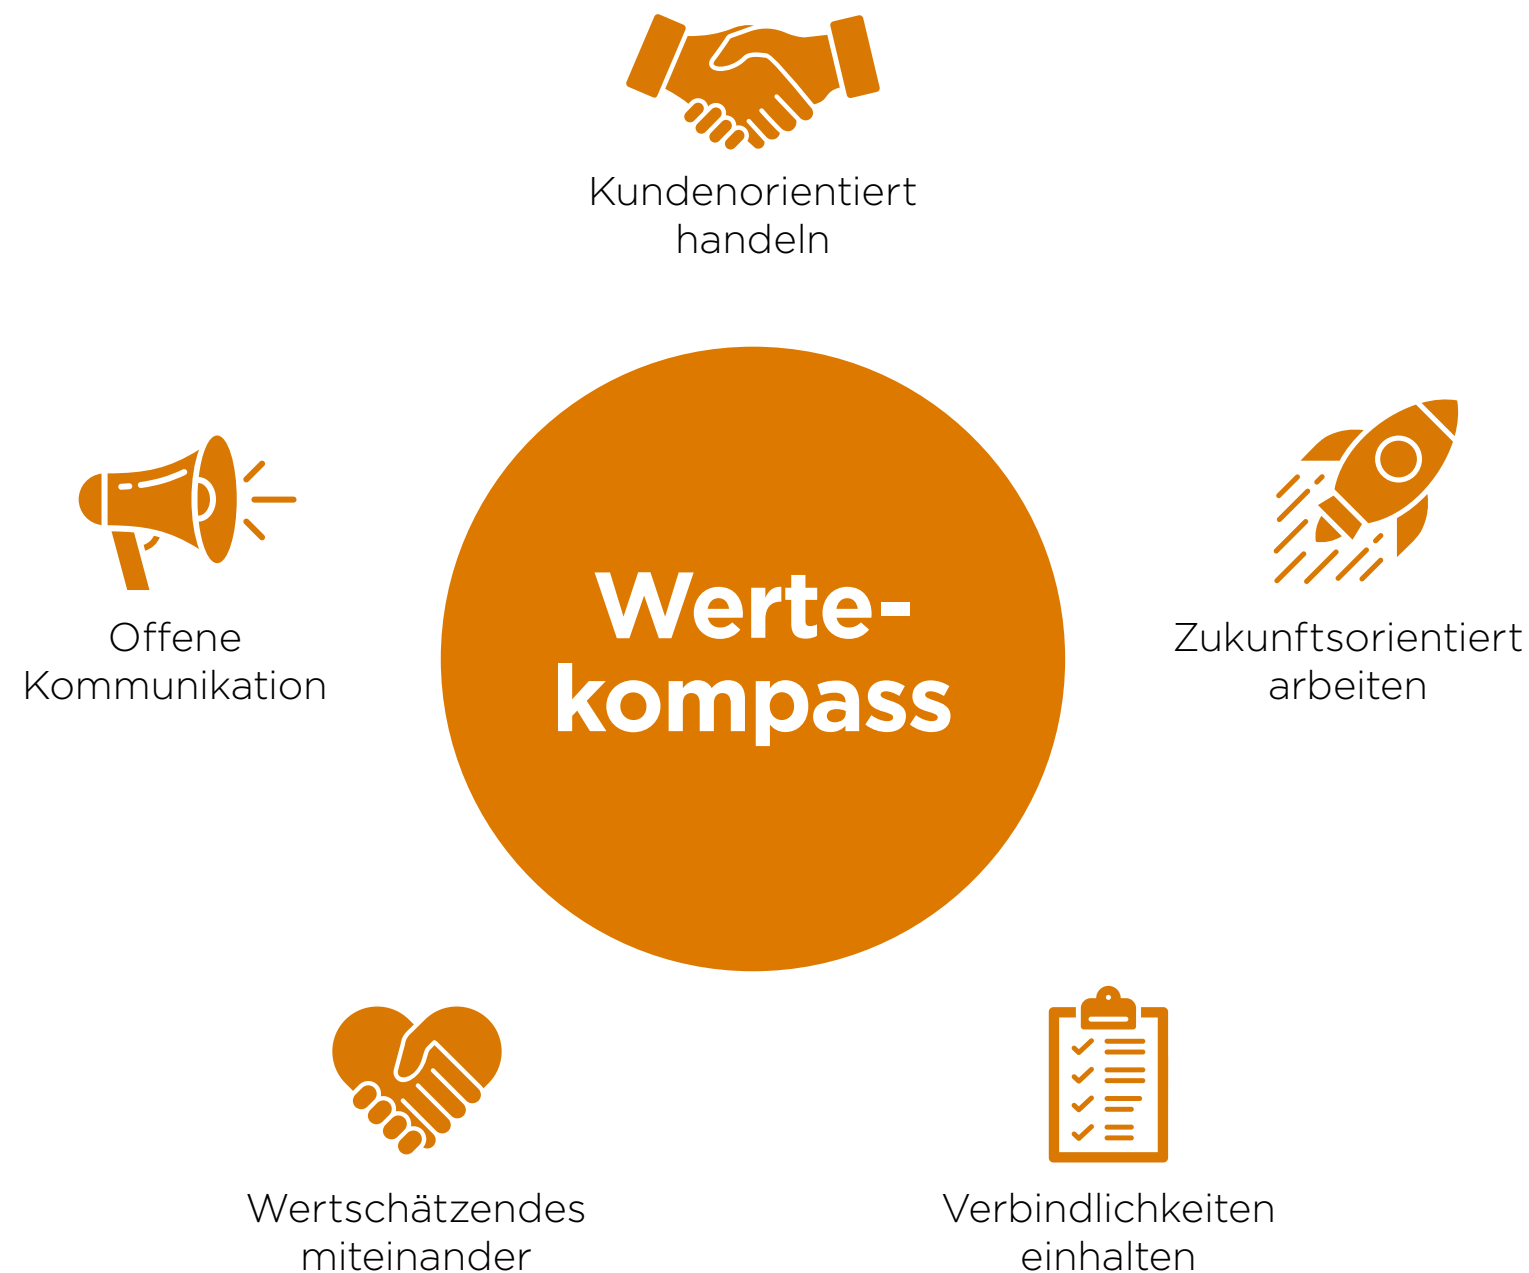 Kundenorientiert
handeln
Offene
Kommunikation
Werte-
kompass
Zukunftsorientiert
arbeiten
Wertschätzendes
miteinander
Verbindlichkeiten
einhalten